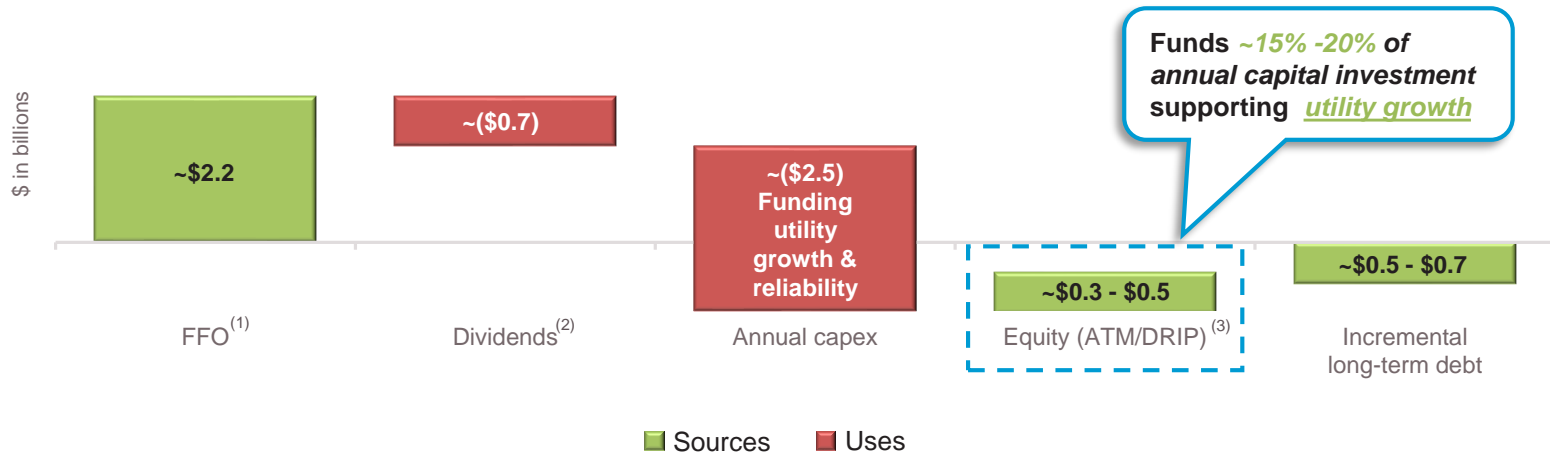 Funds ~15% -20% of
annual capital investment
supporting utility growth
$ in billions
~$2.2
~($0.7)
~($2.5)
Funding
utility
growth &
reliability
~$0.3 - $0.5
~$0.5 - $0.7
FFO(1)
Dividends(2)
Annual capex
Equity (ATM/DRIP) (3)
Incremental
long-term debt
Sources
Uses